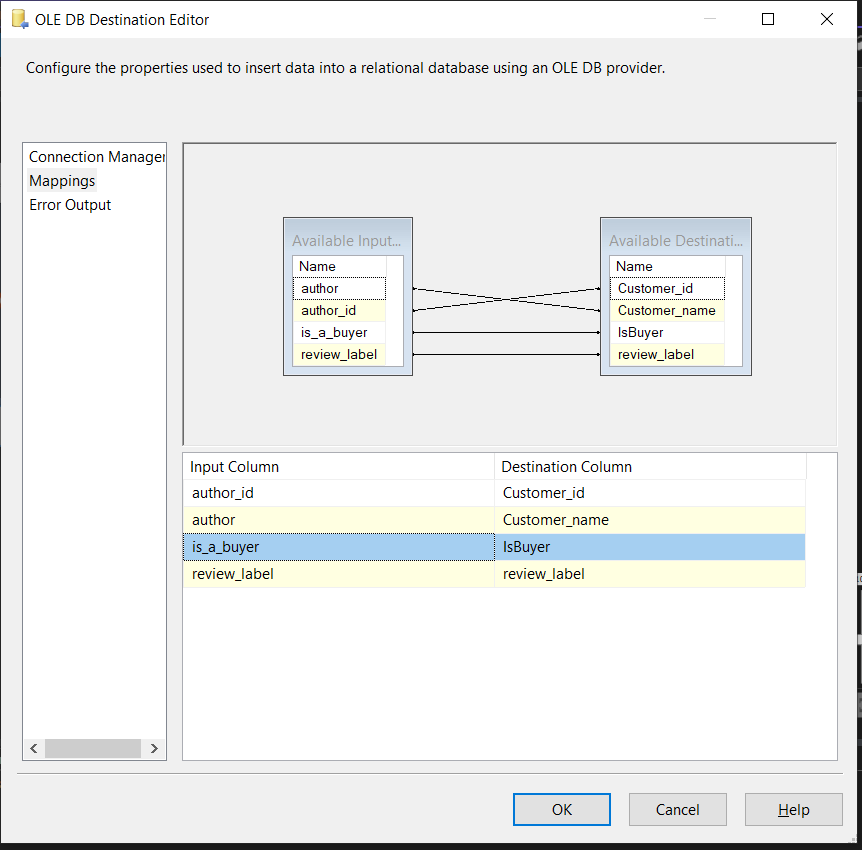 OLE DB Destination Editor
Configure the properties used to insert data into a relational database using an OLE DB provider.
Connection Manager
Mappings
Error Output
Available Input...
Name
author
author_id
is_a_buyer
review_label
Available Destinati...
Name
Customer_id
Customer_name
IsBuyer
review_label
Input Column Destination Column
author_id Customer_id
author Customer_name
is_a_buyer IsBuyer
review_label review_label
OK Cancel Help